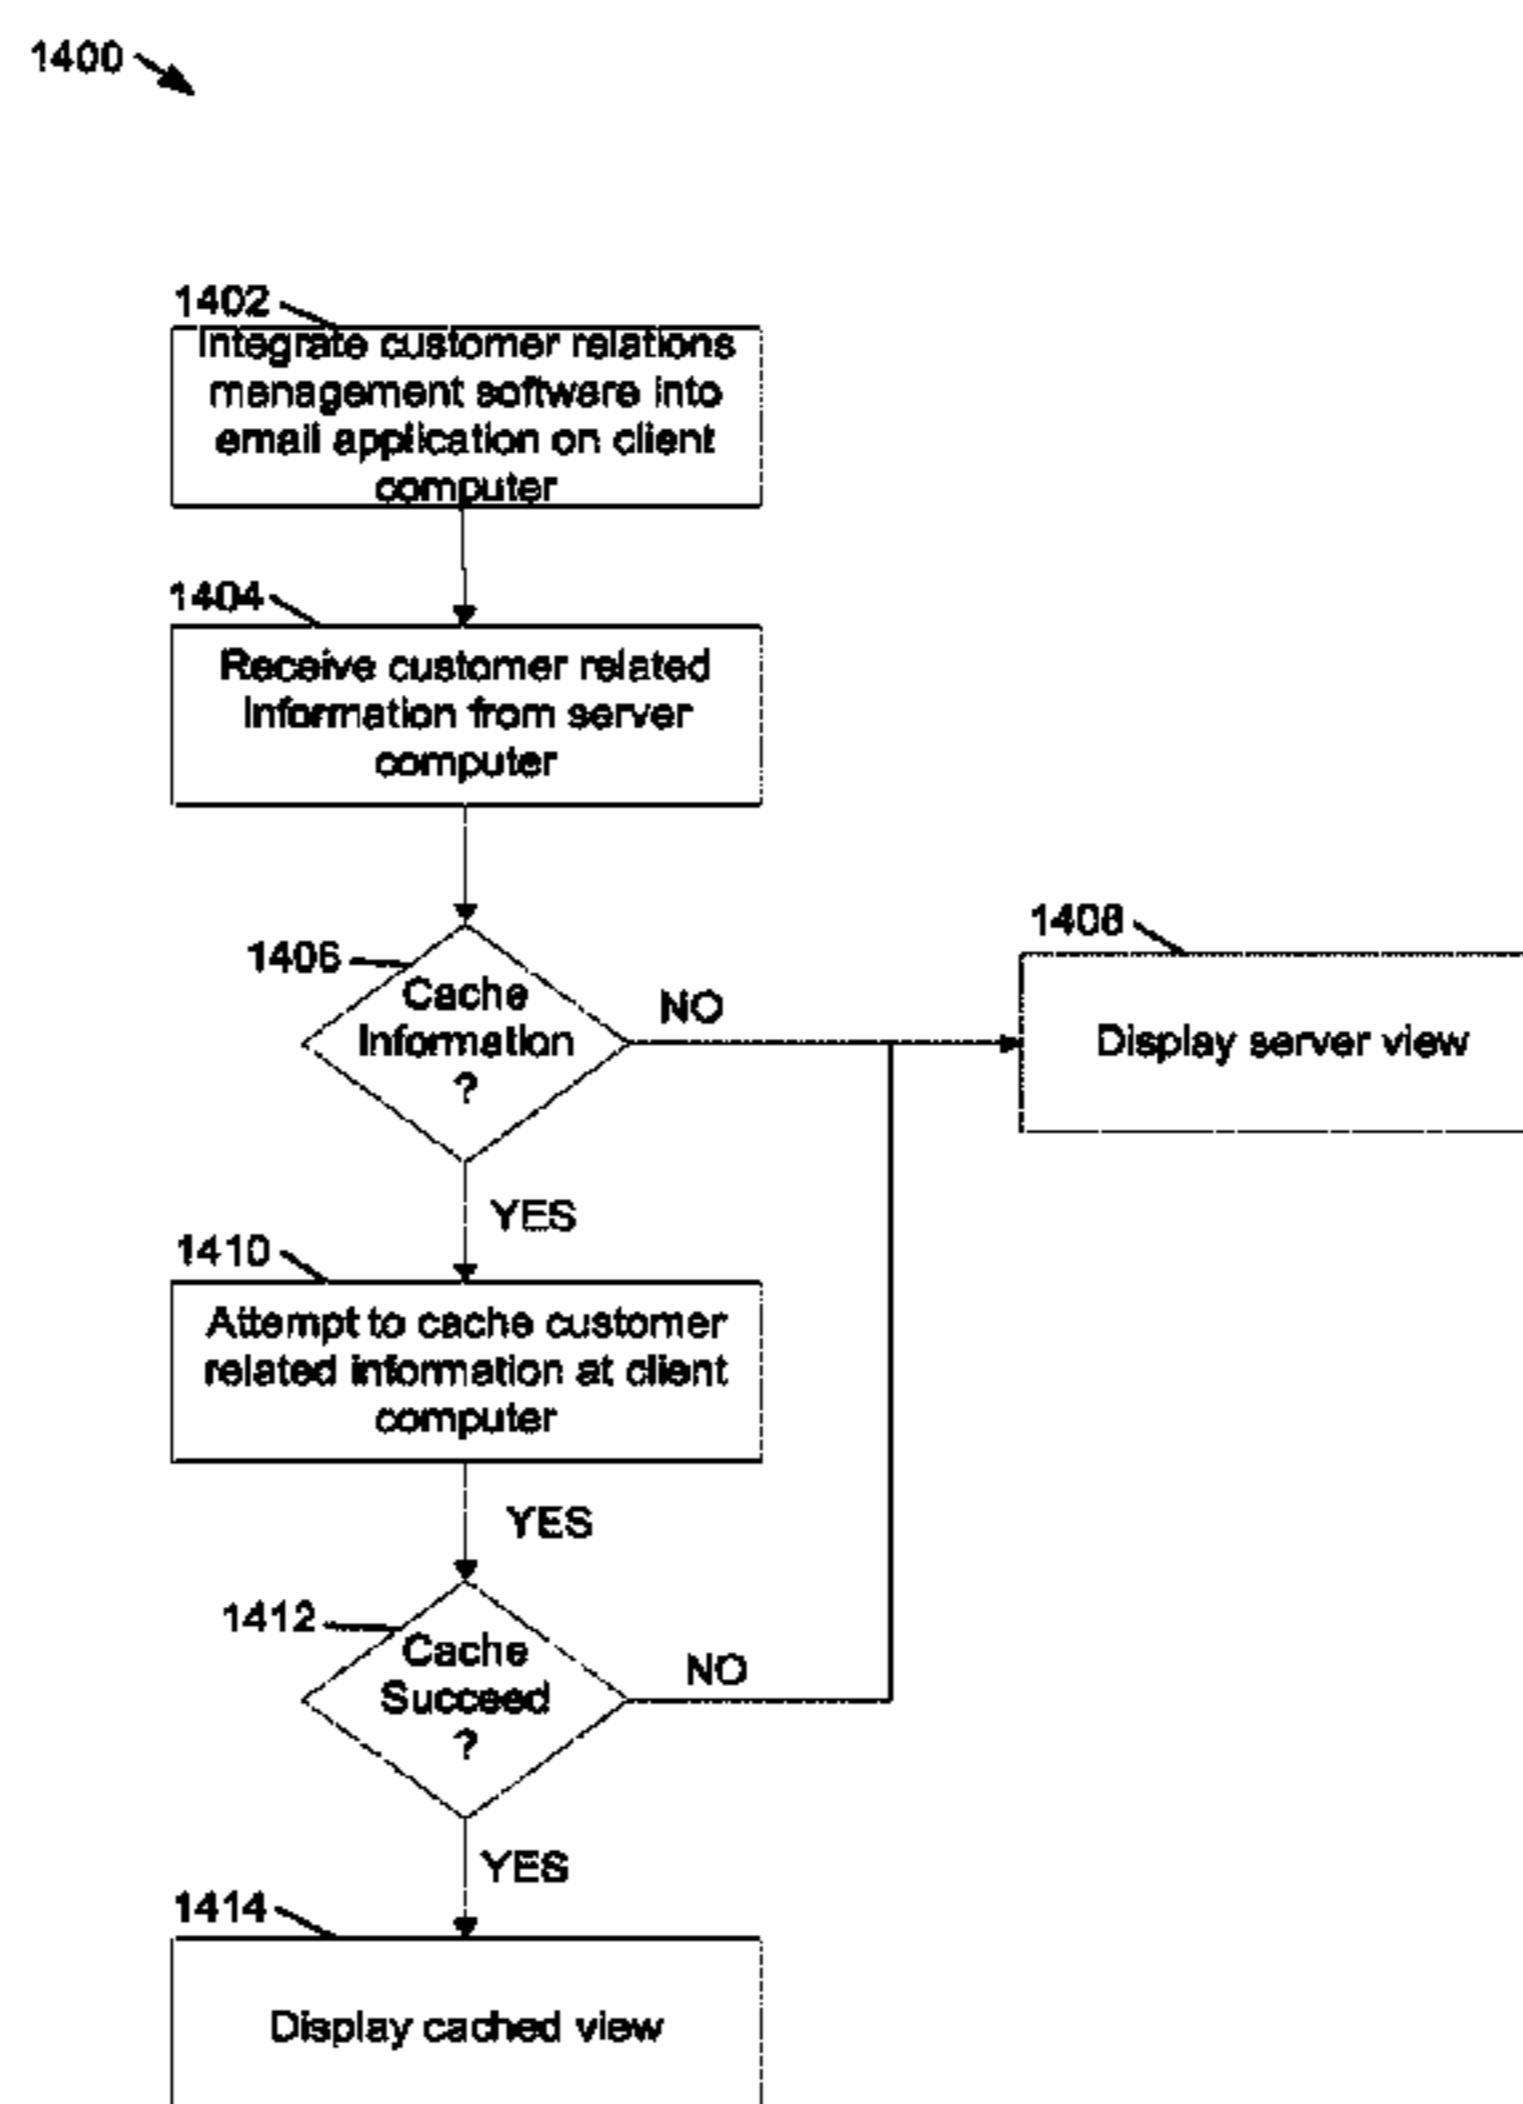 1400
1402
Integrate customer relations
management software into
email application on client
computer
1404
Receive customer related
information from server
computer
1406
Cache
Information
?
NO
1408
Display server view
YES
1410
Attempt to cache customer
related information at client
computer
YES
1412
Cache
Succeed
?
NO
YES
1414
Display cached view